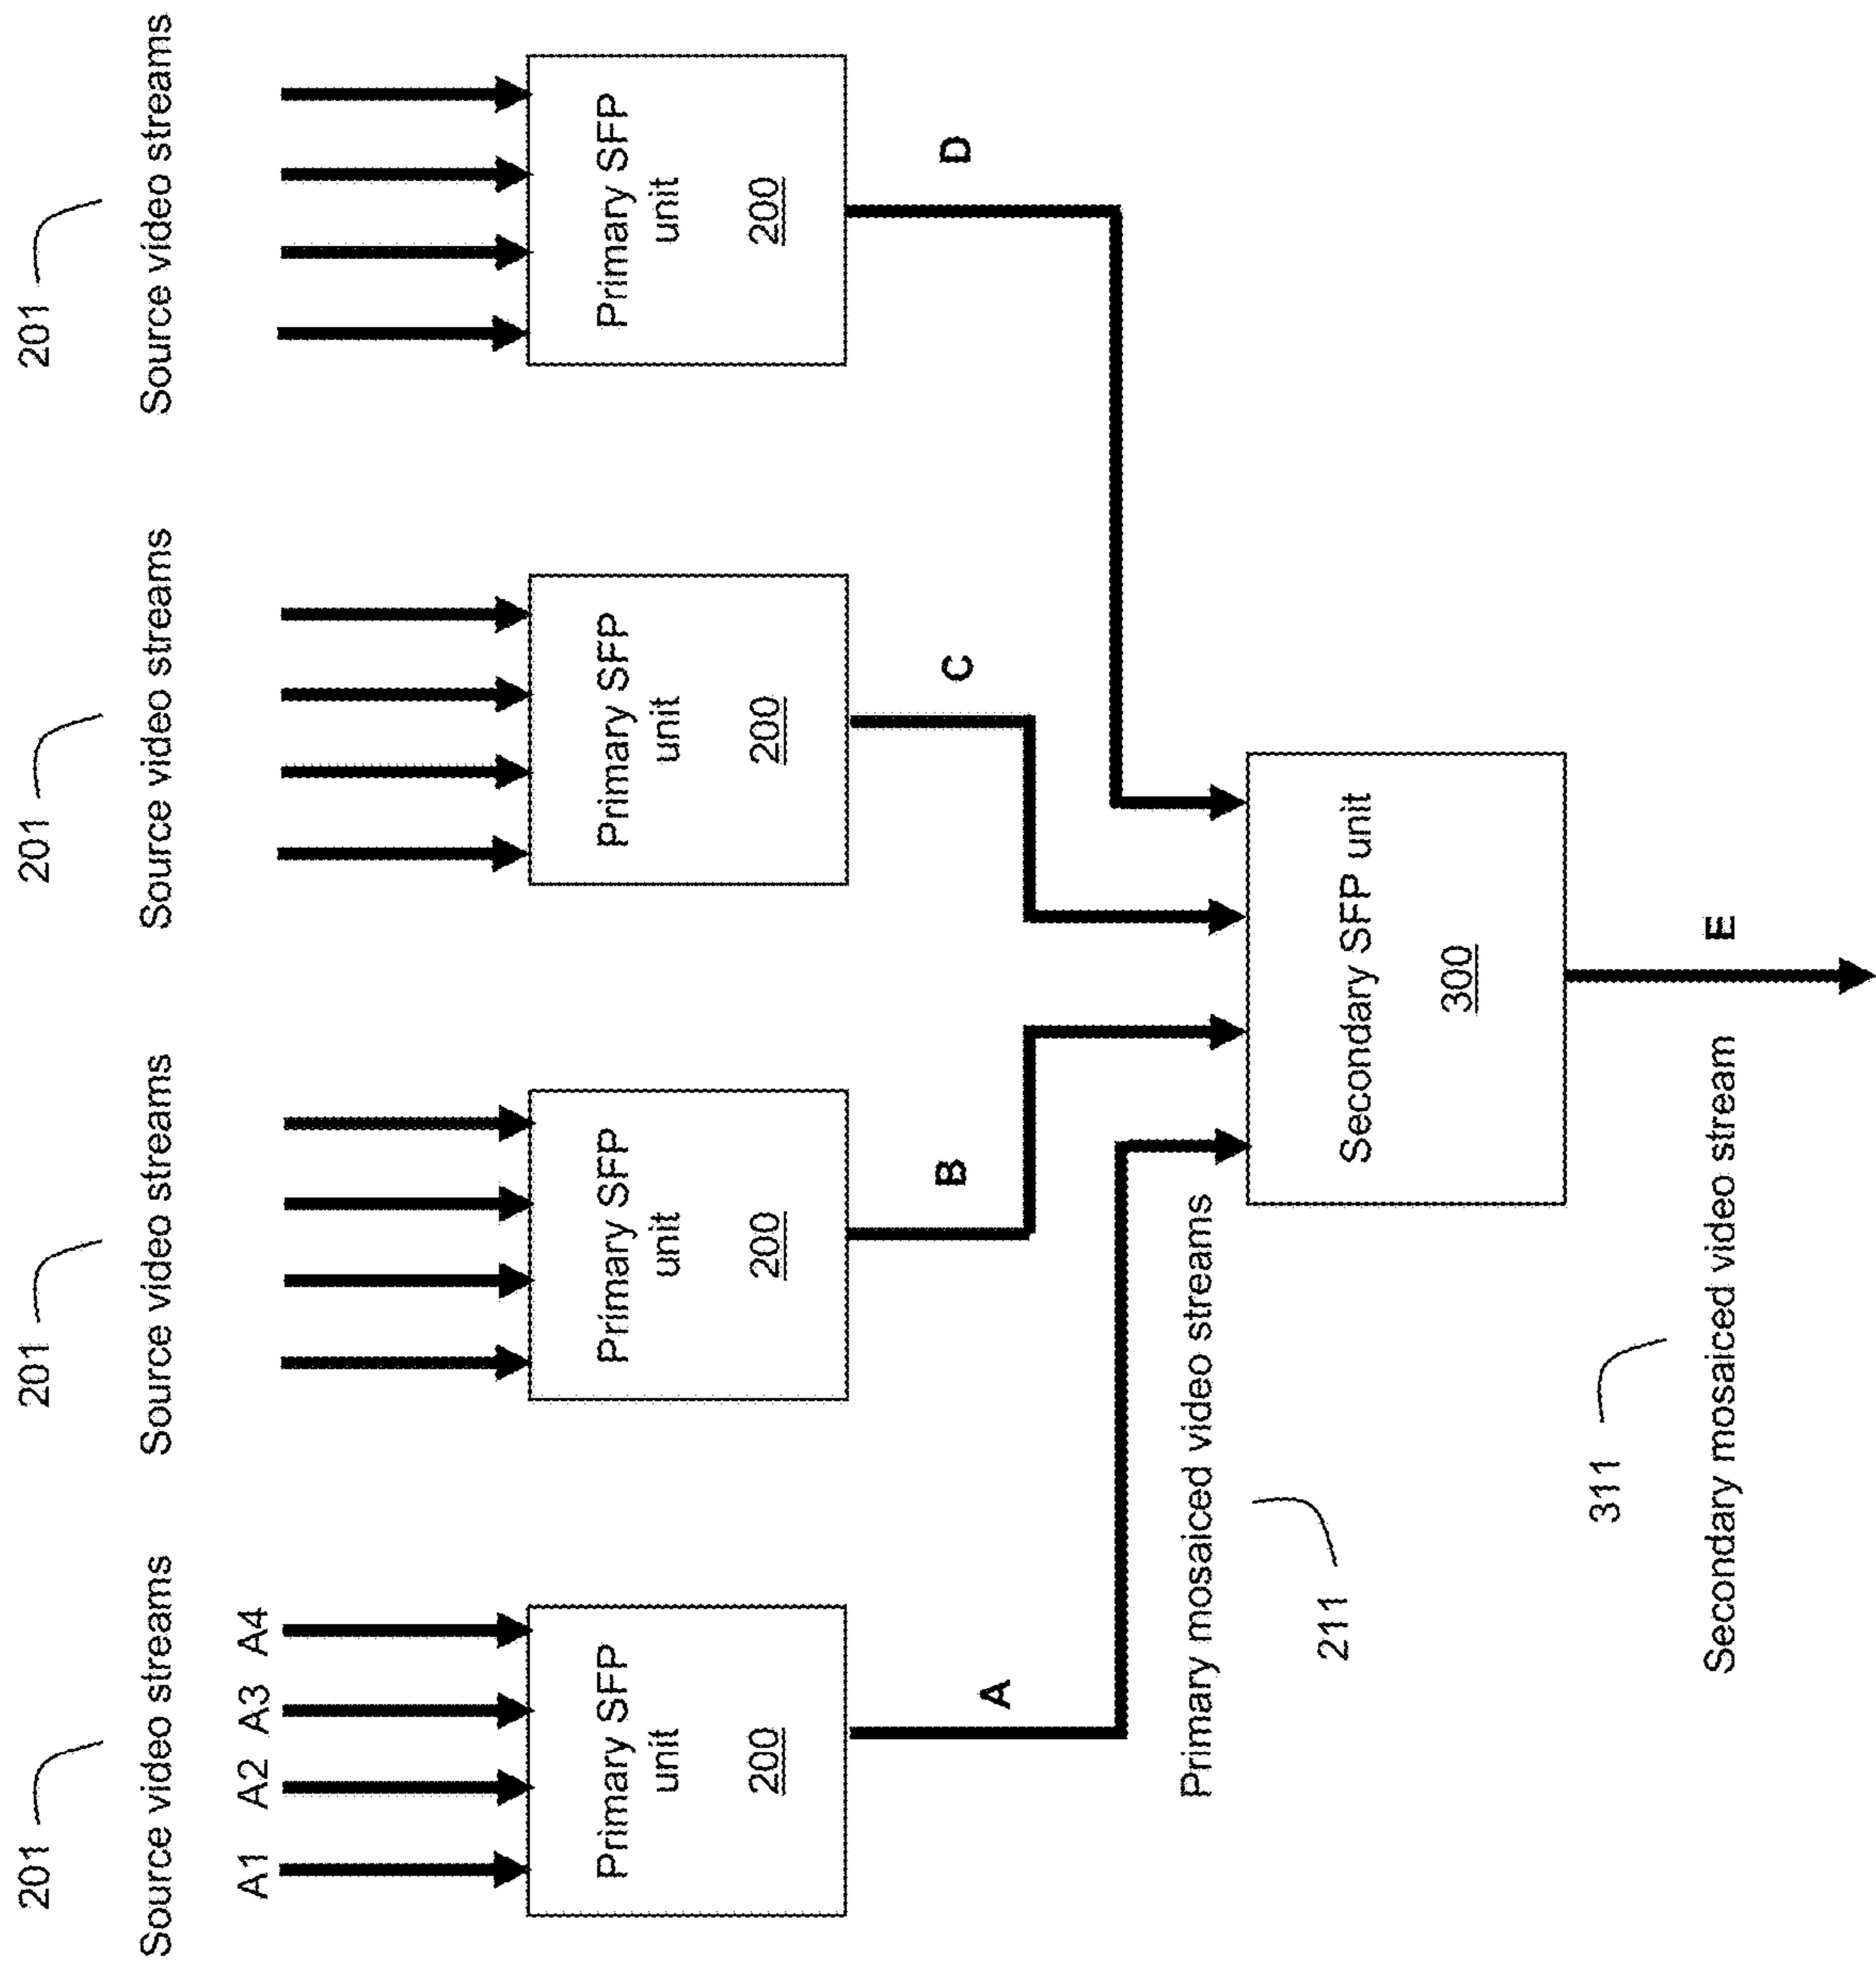 201
201
201
201
Source video streams
Source video streams
Source video streams
Source video streams
A1 A2 A3 A4
Primary SFP
unit
200
Primary SFP
unit
200
Primary SFP
unit
200
Primary SFP
unit
200
A
B
C
D
Primary mosaiced video streams
211
Secondary SFP unit
300
311
Secondary mosaiced video stream
E